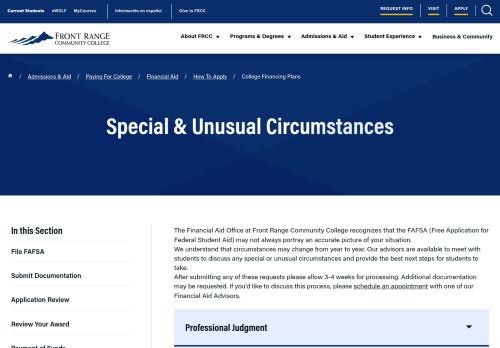 Current Students eWOLF MyCourses Información en español Give to FRCC REQUEST INFO VISIT APPLY
FRONT RANGE
COMMUNITY COLLEGE
About FRCC Programs & Degrees Admissions & Aid Student Experience Business & Community
/ Admissions & Aid / Paying For College / Financial Aid / How To Apply / College Financing Plans
Special & Unusual Circumstances
In this Section
File FAFSA
Submit Documentation
Application Review
Review Your Award
Payment of Funds
The Financial Aid Office at Front Range Community College recognizes that the FAFSA (Free Application for
Federal Student Aid) may not always portray an accurate picture of your situation.
We understand that circumstances may change from year to year. Our advisors are available to meet with
students to discuss any special or unusual circumstances and provide the best next steps for students to
take.
After submitting any of these requests please allow 3-4 weeks for processing. Additional documentation
may be requested. If you'd like to discuss this process, please schedule an appointment with one of our
Financial Aid Advisors.
Professional Judgment